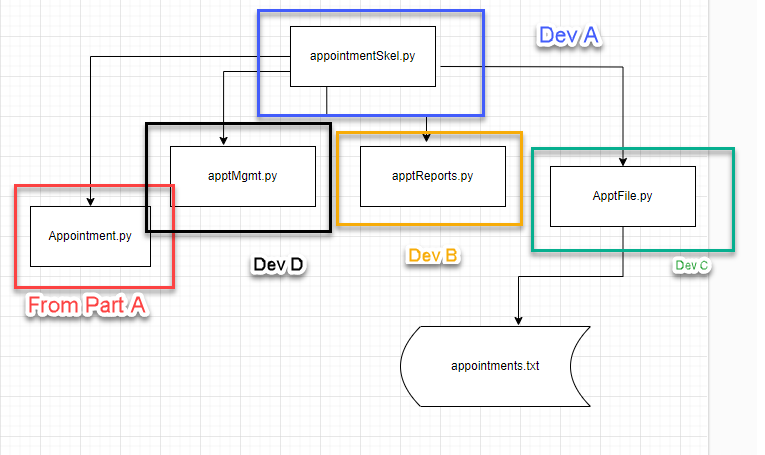 appointmentSkel.py
Dev A
apptMgmt.py
apptReports.py
ApptFile.py
Appointment.py
Dev D
Dev B
Dev C
From Part A
appointments.txt